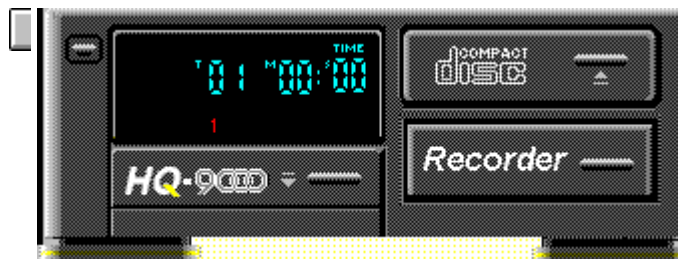 TIME
T 01 M 00: S 00
1
COMPACT
disc
Recorder
HQ-9000